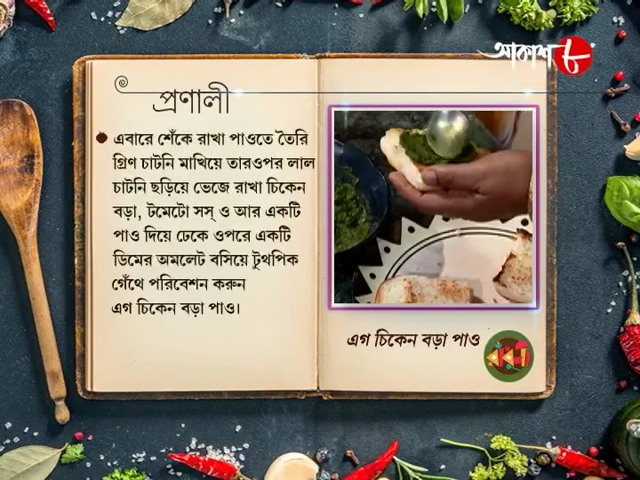 আকাশ ৮
প্রণালী
এবারে শেঁকে রাখা পাওতে তৈরি
গ্রিণ চাটনি মাখিয়ে তারওপর লাল
চাটনি ছড়িয়ে ভেজে রাখা চিকেন
বড়া, টমেটো সস্ ও আর একটি
পাও দিয়ে ঢেকে ওপরে একটি
ডিমের অমলেট বসিয়ে টুথপিক
গেঁথে পরিবেশন করুন
এগ চিকেন বড়া পাও।
এগ চিকেন বড়া পাও